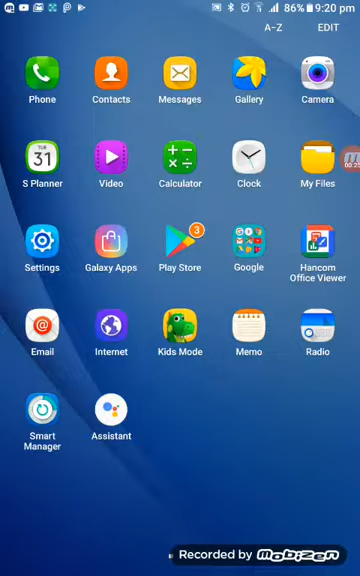 86% 9:20 pm
A-Z EDIT
Phone Contacts Messages Gallery Camera
TUE
31
S Planner Video Calculator Clock My Files
00:25
3
Settings Galaxy Apps Play Store Google Hancom
Office Viewer
Email Internet Kids Mode Memo Radio
Smart
Manager
Assistant
Recorded by mobizen